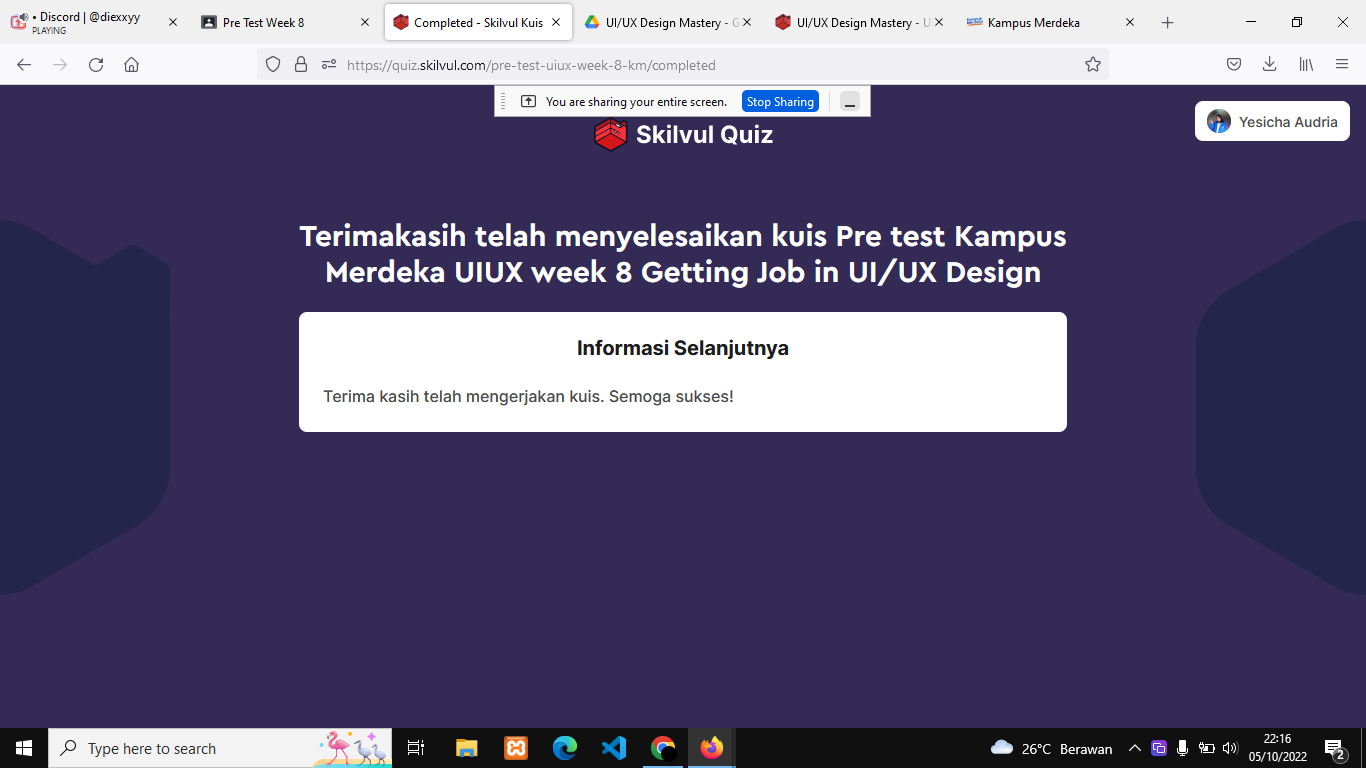 • Discord | @diexxyy
PLAYING
Pre Test Week 8
Completed - Skilvul Kuis
UI/UX Design Mastery - G
UI/UX Design Mastery - UI
Kampus Merdeka
https://quiz.skilvul.com/pre-test-uiux-week-8-km/completed
You are sharing your entire screen.
Stop Sharing
Skilvul Quiz
Yesicha Audria
Terimakasih telah menyelesaikan kuis Pre test Kampus
Merdeka UIUX week 8 Getting Job in UI/UX Design
Informasi Selanjutnya
Terima kasih telah mengerjakan kuis. Semoga sukses!
Type here to search
26°C Berawan
22:16
05/10/2022
2